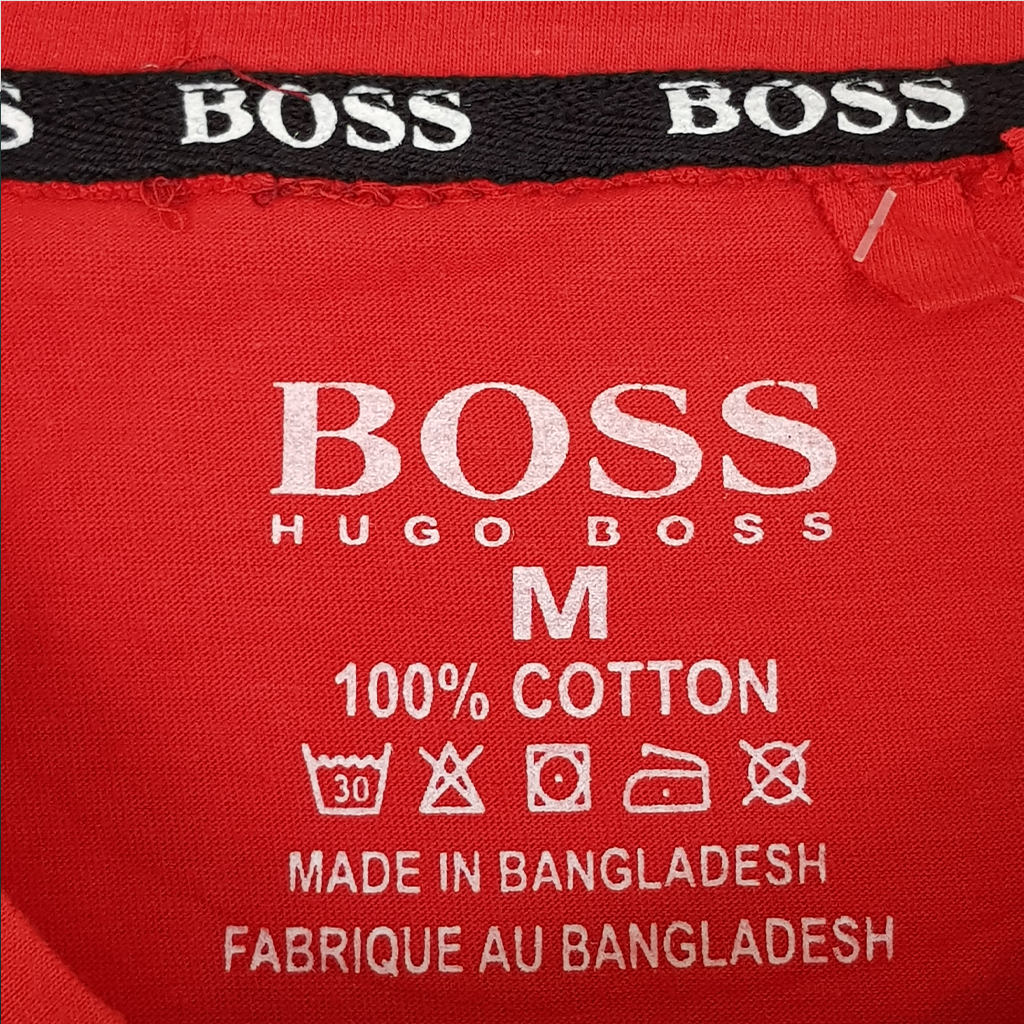 S BOSS BOSS
BOSS
HUGO BOSS
M
100% COTTON
30
MADE IN BANGLADESH
FABRIQUE AU BANGLADESH